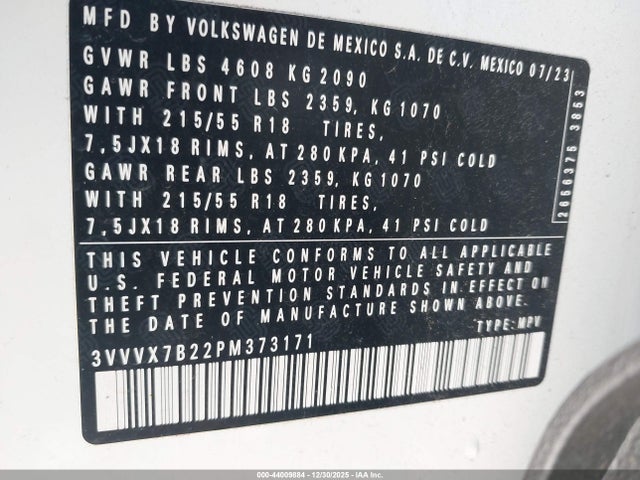 MFD BY VOLKSWAGEN DE MEXICO S.A. DE C.V. MEXICO 07/23
GVWR LBS 4608 KG 2090
GAWR FRONT LBS 2359, KG 1070
WITH 215/55 R18 TIRES,
7,5JX18 RIMS, AT 280 KPA, 41 PSI COLD
GAWR REAR LBS 2359, KG 1070
WITH 215/55 R18 TIRES,
7,5JX18 RIMS, AT 280 KPA, 41 PSI COLD
2656375 3853
THIS VEHICLE CONFORMS TO ALL APPLICABLE
U.S. FEDERAL MOTOR VEHICLE SAFETY AND
THEFT PREVENTION STANDARDS IN EFFECT ON
THE DATE OF MANUFACTURE SHOWN ABOVE.
3VVVX7B22PM373171 TYPE: MPV
000-44009884 - 12/30/2025 - IAA Inc.